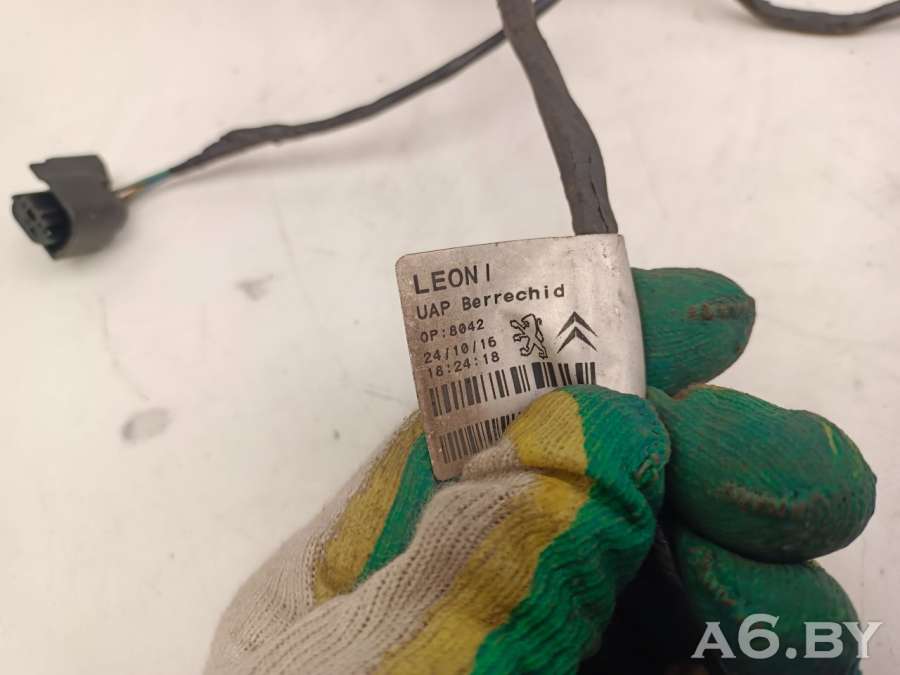 LEONI
UAP Berrechid
OP:8042
24/10/16
18:24:18
A6.BY